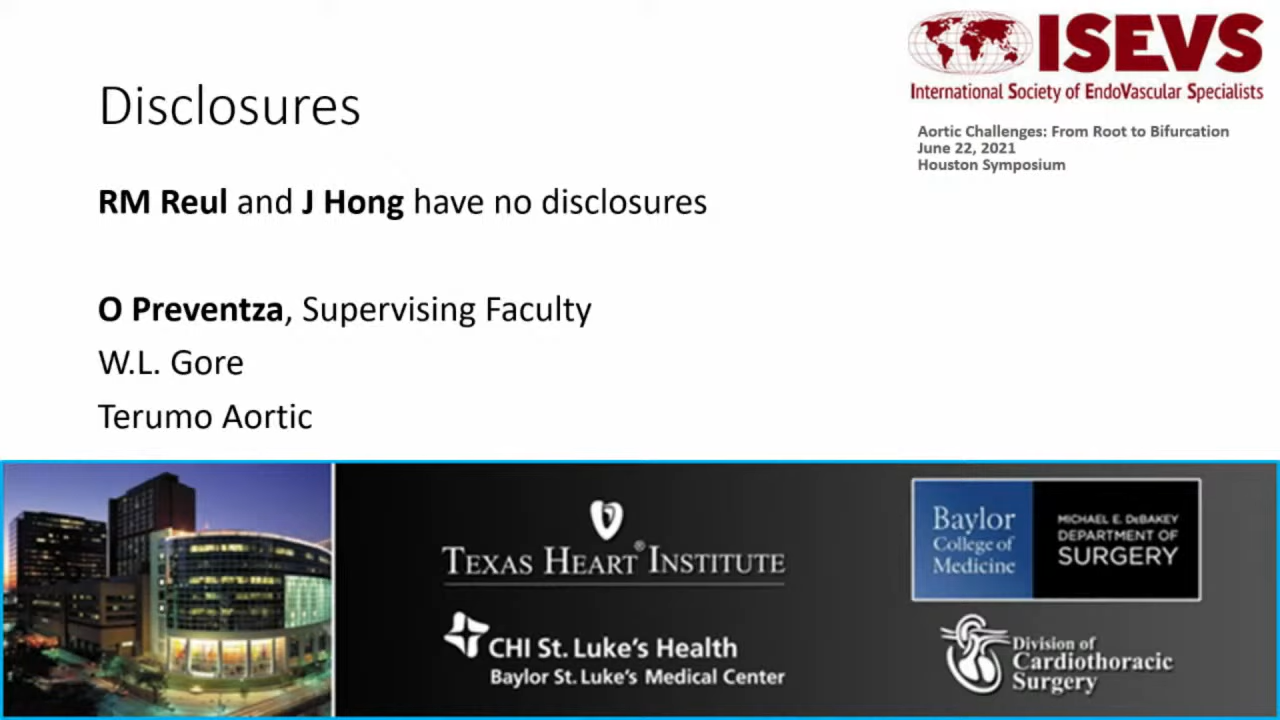 Disclosures
ISEVS
International Society of EndoVascular Specialists
Aortic Challenges: From Root to Bifurcation
June 22, 2021
Houston Symposium
RM Reul and J Hong have no disclosures
O Preventza, Supervising Faculty
W.L. Gore
Terumo Aortic
TEXAS HEART® INSTITUTE
CHI St. Luke's Health
Baylor St. Luke's Medical Center
Baylor
College of
Medicine
MICHAEL E. DEBAKEY
DEPARTMENT OF
SURGERY
Division of
Cardiothoracic
Surgery